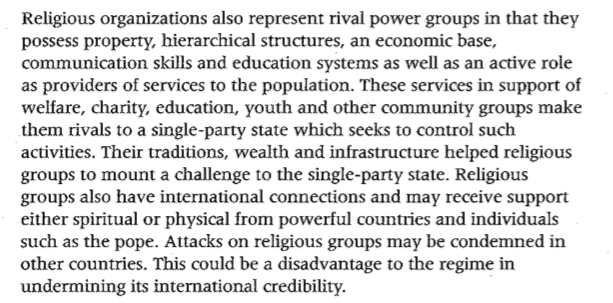 Religious organizations also represent rival power groups in that they
possess property, hierarchical structures, an economic base,
communication skills and education systems as well as an active role
as providers of services to the population. These services in support of
welfare, charity, education, youth and other community groups make
them rivals to a single-party state which seeks to control such
activities. Their traditions, wealth and infrastructure helped religious
groups to mount a challenge to the single-party state. Religious
groups also have international connections and may receive support
either spiritual or physical from powerful countries and individuals
such as the pope. Attacks on religious groups may be condemned in
other countries. This could be a disadvantage to the regime in
undermining its international credibility.